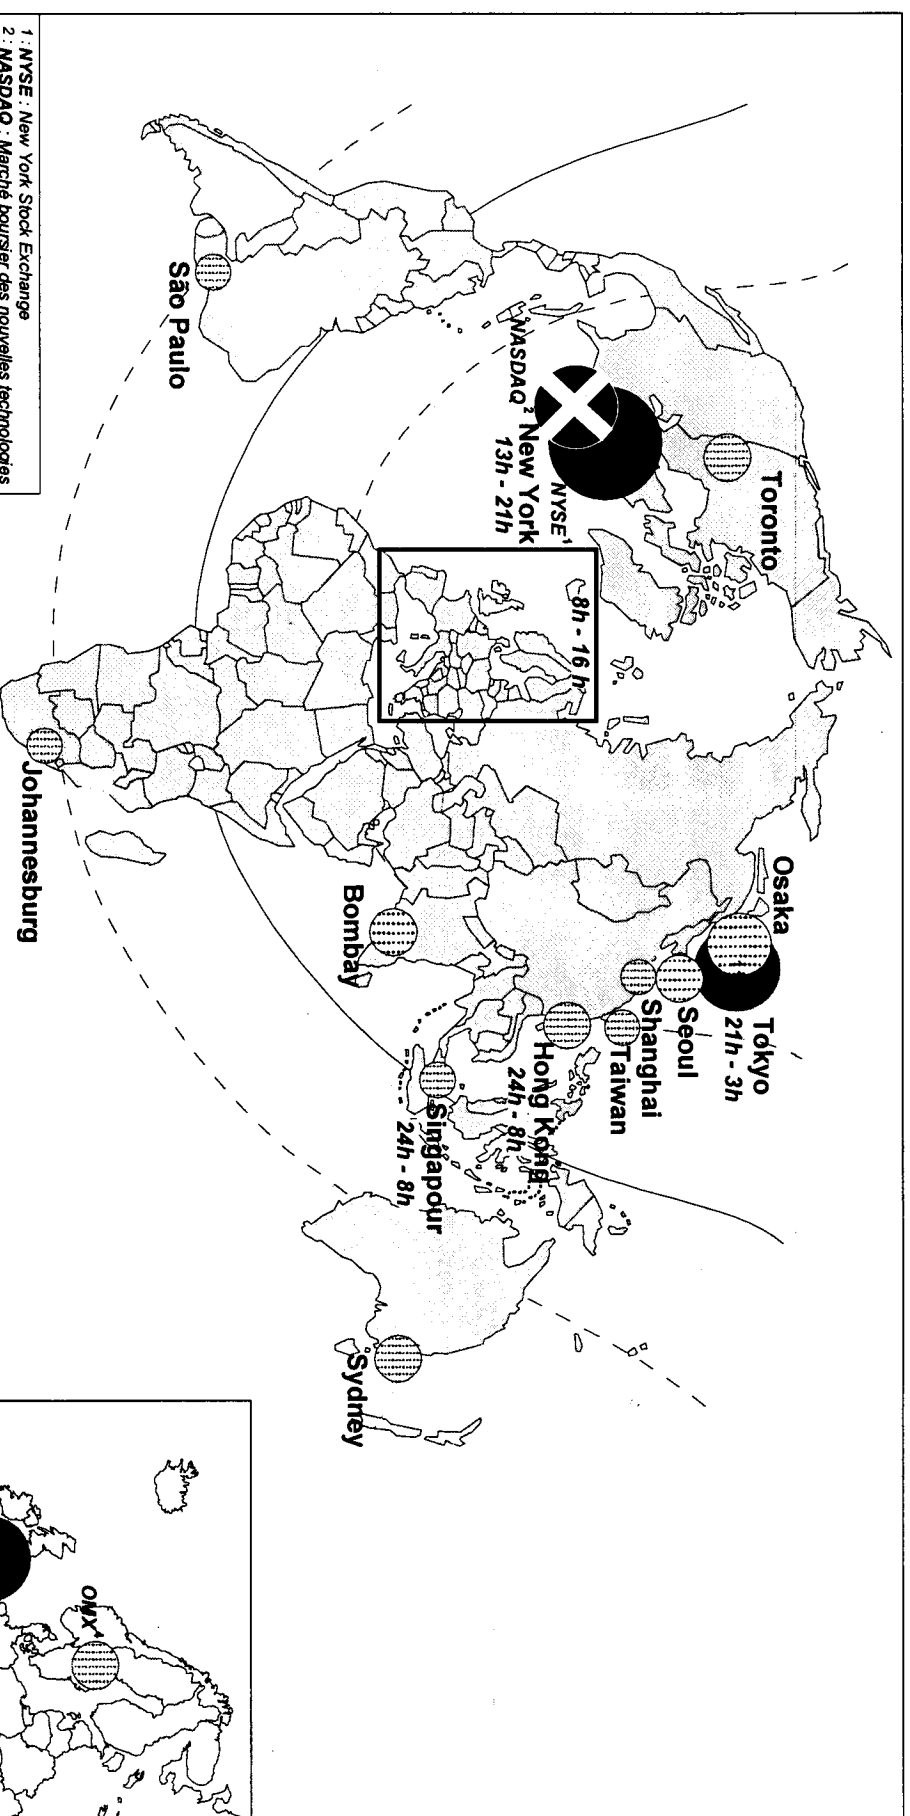 Toronto
NYSE¹
NASDAQ² New York
13h - 21h
8h - 16 h
Osaka
Tokyo
21h - 3h
Seoul
Shanghai
Taiwan
Hong Kong
24h - 8h
Bombay
Singapour
24h - 8h
São Paulo
Johannesburg
Sydney
OMX⁴
1 : NYSE : New York Stock Exchange
2 : NASDAQ : Marché boursier des nouvelles technologies